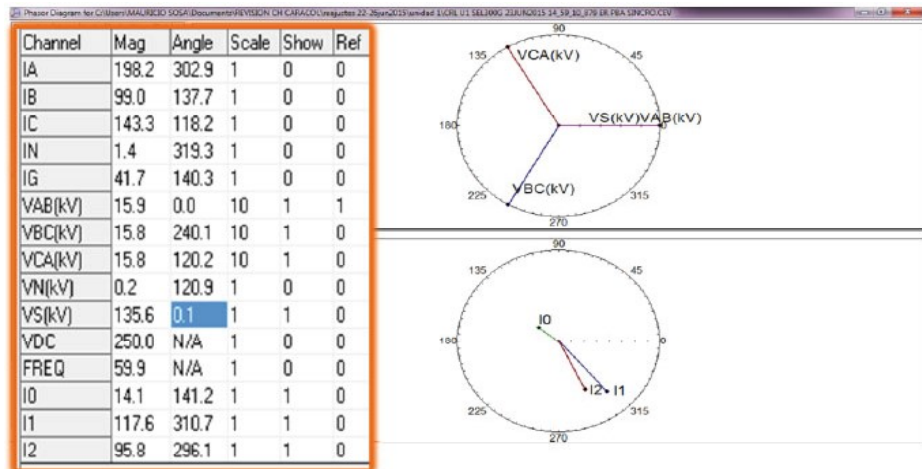 Phasor Diagram for C:\Users\MAURICIO SOSA\Documents\REVISION CH CARACOL\reajustes 22-26jun2015\unidad 1\CRL U1 SEL300G 23JUN2015 14_59_10_879 ER PBA SINCRO.CEV
Channel Mag Angle Scale Show Ref
IA 198.2 302.9 1 0 0
IB 99.0 137.7 1 0 0
IC 143.3 118.2 1 0 0
IN 1.4 319.3 1 0 0
IG 41.7 140.3 1 0 0
VAB(kV) 15.9 0.0 10 1 1
VBC(kV) 15.8 240.1 10 1 0
VCA(kV) 15.8 120.2 10 1 0
VN(kV) 0.2 120.9 1 0 0
VS(kV) 135.6 0.1 1 1 0
VDC 250.0 N/A 1 0 0
FREQ 59.9 N/A 1 0 0
I0 14.1 141.2 1 1 0
I1 117.6 310.7 1 1 0
I2 95.8 296.1 1 1 0
90
135 45
VCA(kV)
180 VS(kV)VAB(kV) 0
VBC(kV)
225 315
270
90
135 45
I0
180 0
I2 I1
225 315
270